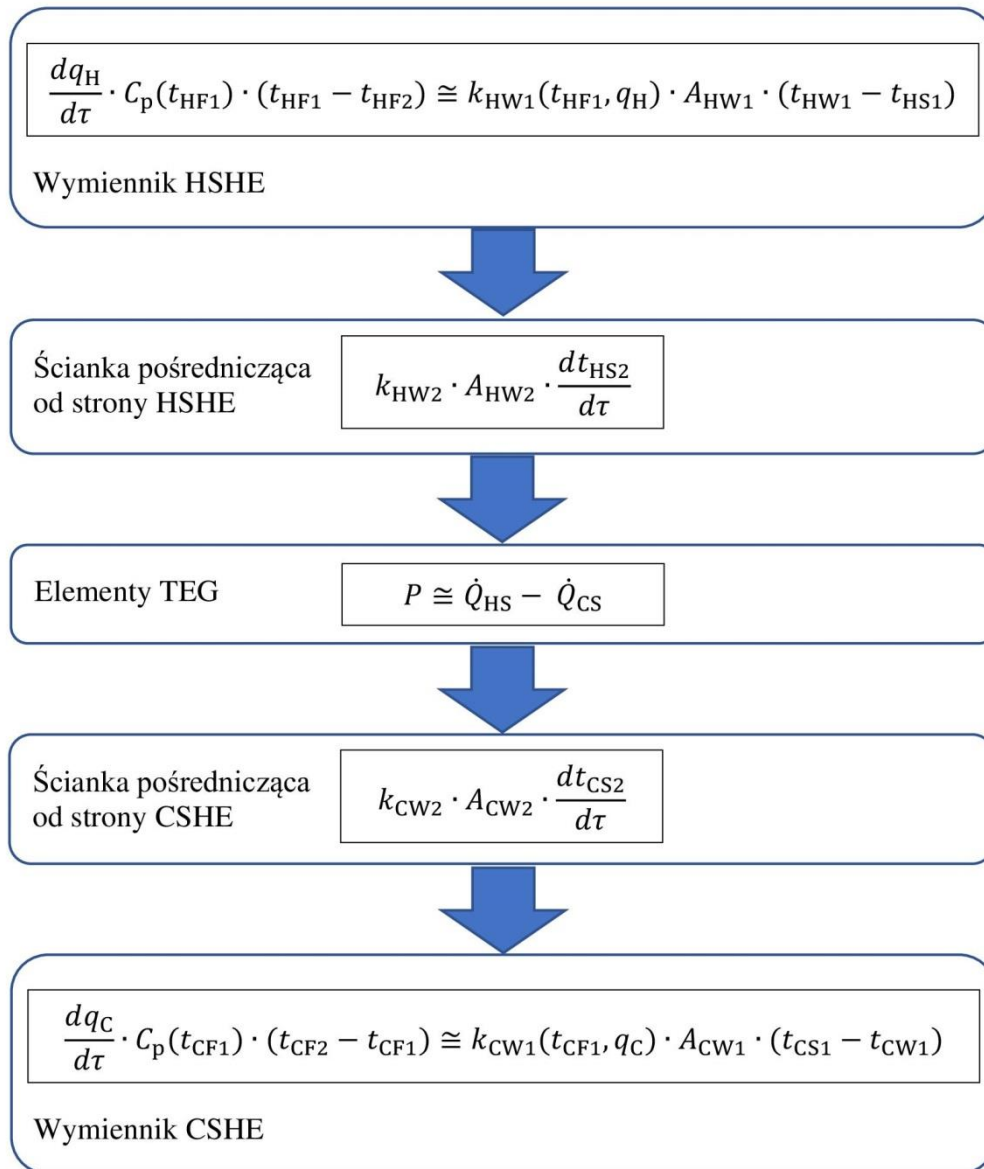 dq_H/dτ · C_p(t_HF1) · (t_HF1 − t_HF2) ≅ k_HW1(t_HF1, q_H) · A_HW1 · (t_HW1 − t_HS1)
Wymiennik HSHE
Ścianka pośrednicząca
od strony HSHE
k_HW2 · A_HW2 · dt_HS2/dτ
Elementy TEG
P ≅ Q̇_HS − Q̇_CS
Ścianka pośrednicząca
od strony CSHE
k_CW2 · A_CW2 · dt_CS2/dτ
dq_C/dτ · C_p(t_CF1) · (t_CF2 − t_CF1) ≅ k_CW1(t_CF1, q_C) · A_CW1 · (t_CS1 − t_CW1)
Wymiennik CSHE